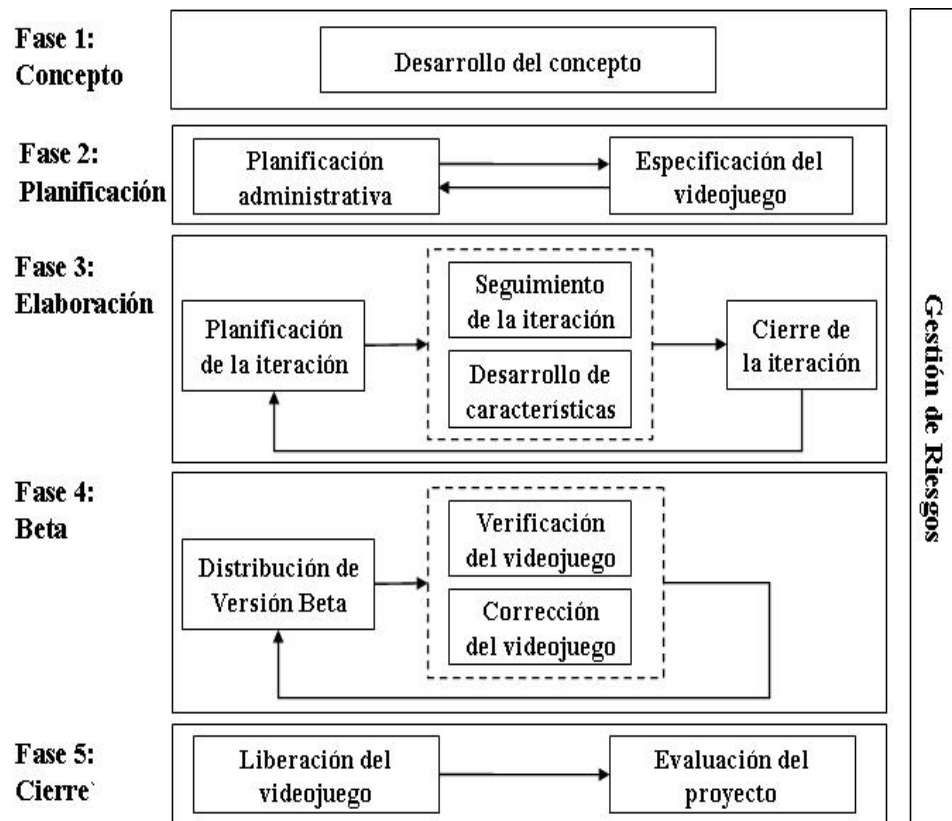 Fase 1:
Concepto
Desarrollo del concepto
Fase 2:
Planificación
Planificación
administrativa
Especificación del
videojuego
Fase 3:
Elaboración
Planificación
de la iteración
Seguimiento
de la iteración
Desarrollo de
características
Cierre de
la iteración
Fase 4:
Beta
Distribución de
Versión Beta
Verificación
del videojuego
Corrección
del videojuego
Fase 5:
Cierre`
Liberación del
videojuego
Evaluación del
proyecto
Gestión de Riesgos